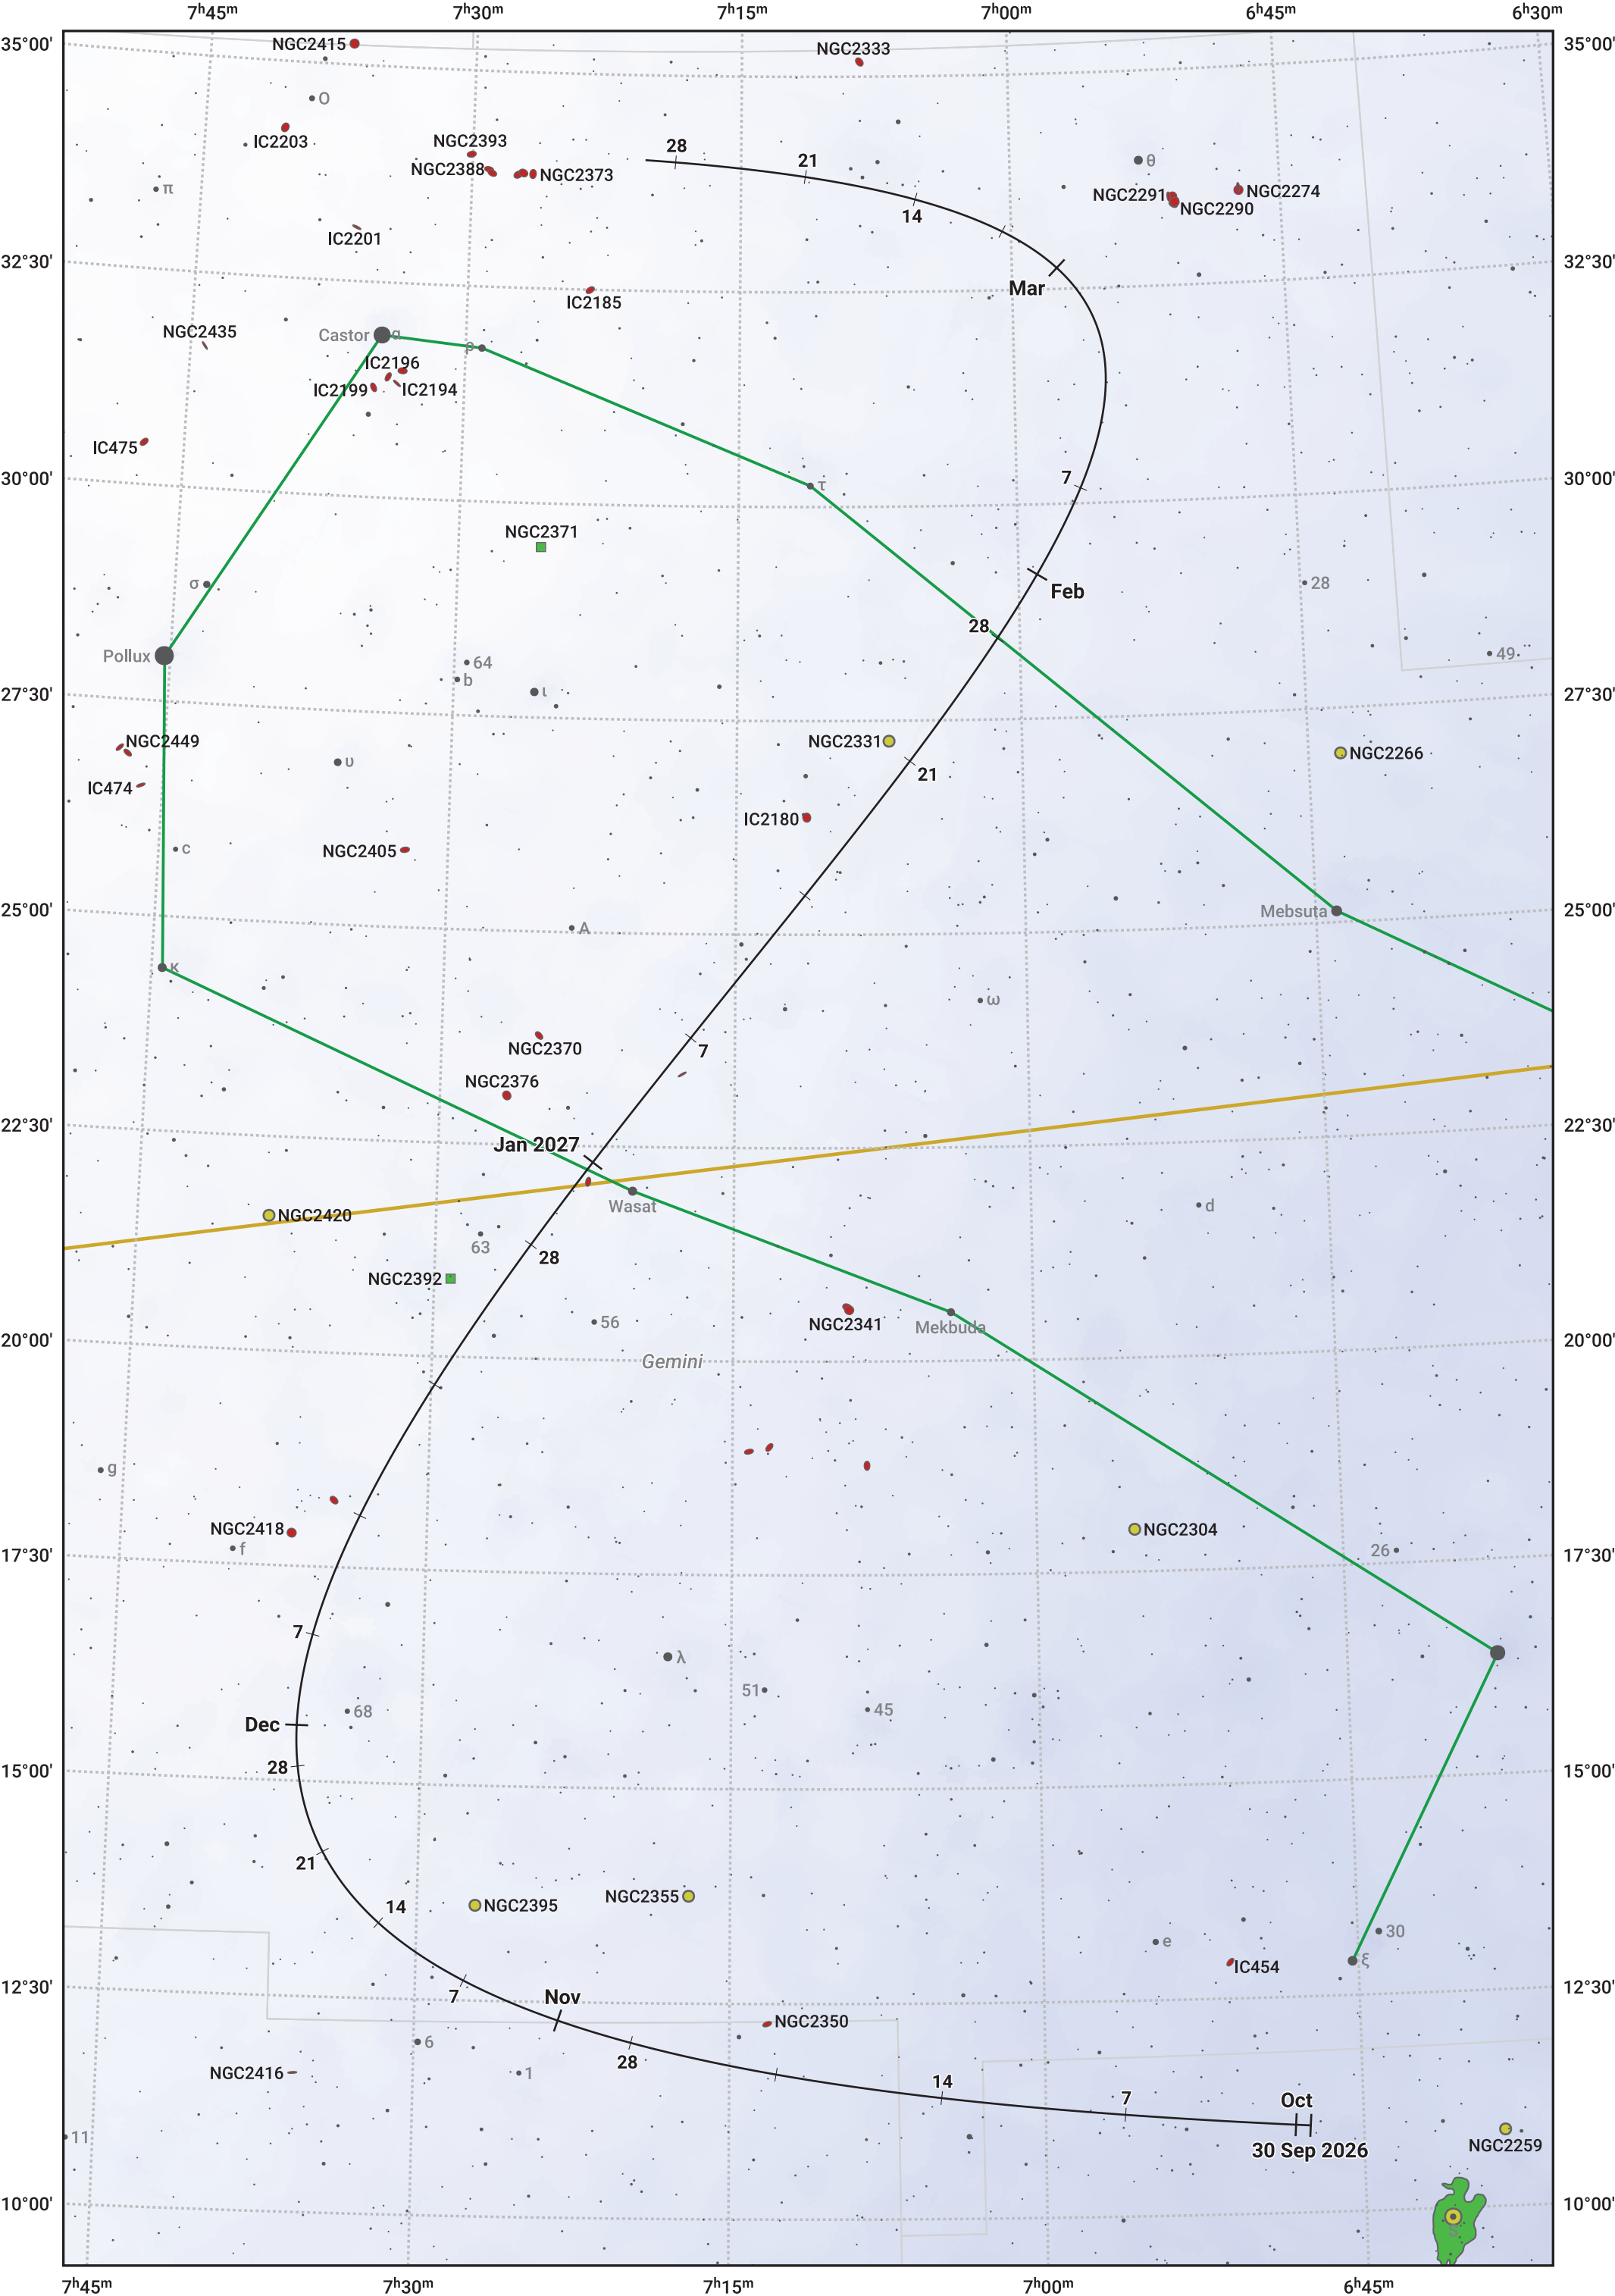 7h45m 7h30m 7h15m 7h00m 6h45m 6h30m
35°00' NGC2415 NGC2333 35°00'
ο
IC2203 NGC2393 28 21 θ
NGC2388 NGC2373 NGC2291 NGC2274
π 14 NGC2290
IC2201
32°30' 32°30'
Mar
IC2185
NGC2435 Castor α ρ
IC2196
IC2199 IC2194
IC475
30°00' 7 30°00'
τ
NGC2371
σ 28
Feb
28
Pollux 64 49
b ι
27°30' 27°30'
NGC2449 NGC2331 NGC2266
υ 21
IC474
IC2180
c NGC2405
25°00' Mebsuta 25°00'
A
κ
ω
NGC2370 7
NGC2376
22°30' 22°30'
Jan 2027
Wasat d
NGC2420
63 28
NGC2392
56 NGC2341 Mekbuda
20°00' 20°00'
Gemini
g
NGC2418 NGC2304
f 26
17°30' 17°30'
7
λ
51
68 45
Dec
28
15°00' 15°00'
21
14 NGC2395 NGC2355
30
e ξ
IC454
12°30' 12°30'
7 Nov
NGC2350
6 28
NGC2416 1
14 7 Oct
11 30 Sep 2026 NGC2259
10°00' 10°00'
S
7h45m 7h30m 7h15m 7h00m 6h45m